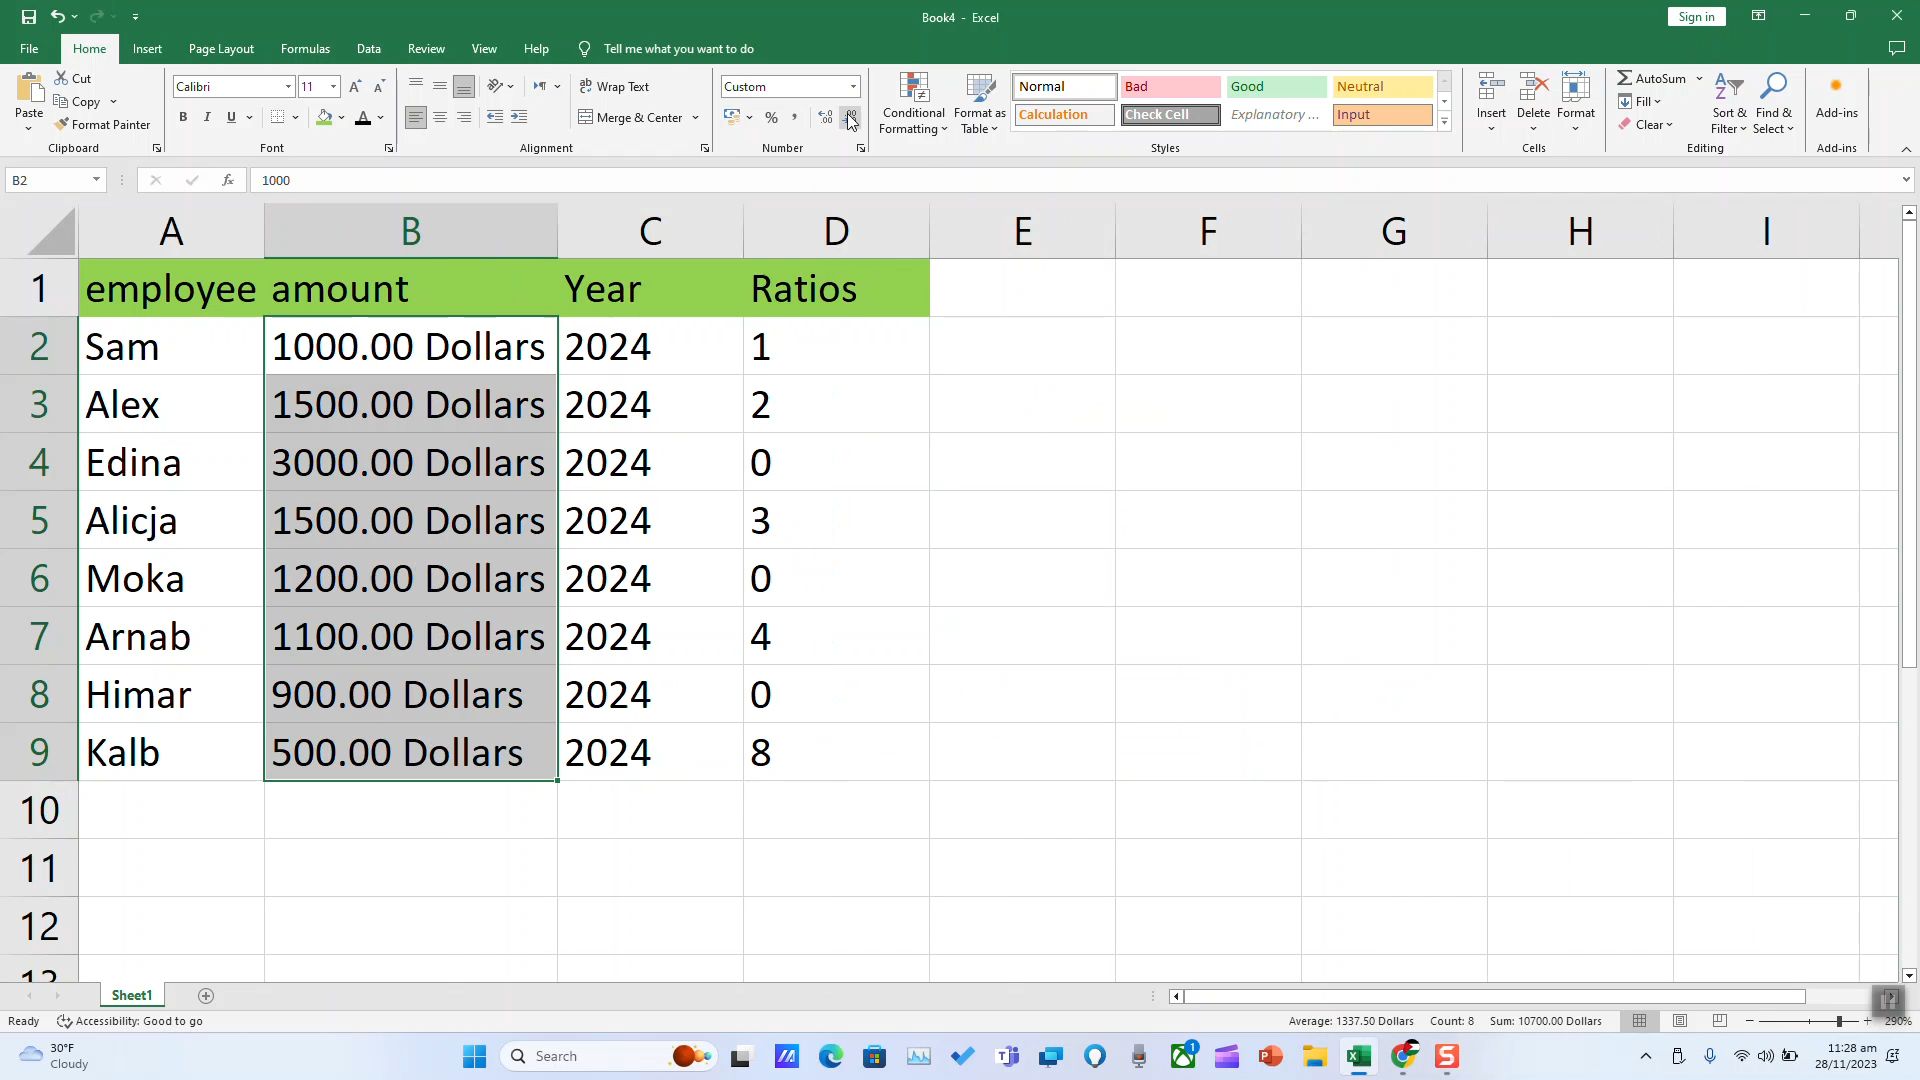 Book4 - Excel
Sign in
File Home Insert Page Layout Formulas Data Review View Help Tell me what you want to do
Paste
Cut
Copy
Format Painter
Clipboard
Calibri 11
B I U
Font
Wrap Text
Merge & Center
Alignment
Custom
Number
Conditional Formatting
Format as Table
Normal Bad Good Neutral
Calculation Check Cell Explanatory ... Input
Styles
Insert Delete Format
Cells
AutoSum
Fill
Clear
Sort & Filter
Find & Select
Editing
Add-ins
Add-ins
B2 fx 1000
A B C D E F G H I
1 employee amount Year Ratios
2 Sam 1000.00 Dollars 2024 1
3 Alex 1500.00 Dollars 2024 2
4 Edina 3000.00 Dollars 2024 0
5 Alicja 1500.00 Dollars 2024 3
6 Moka 1200.00 Dollars 2024 0
7 Arnab 1100.00 Dollars 2024 4
8 Himar 900.00 Dollars 2024 0
9 Kalb 500.00 Dollars 2024 8
10
11
12
13
Sheet1
Ready Accessibility: Good to go Average: 1337.50 Dollars Count: 8 Sum: 10700.00 Dollars 290%
30°F
Cloudy
Search
11:28 am
28/11/2023